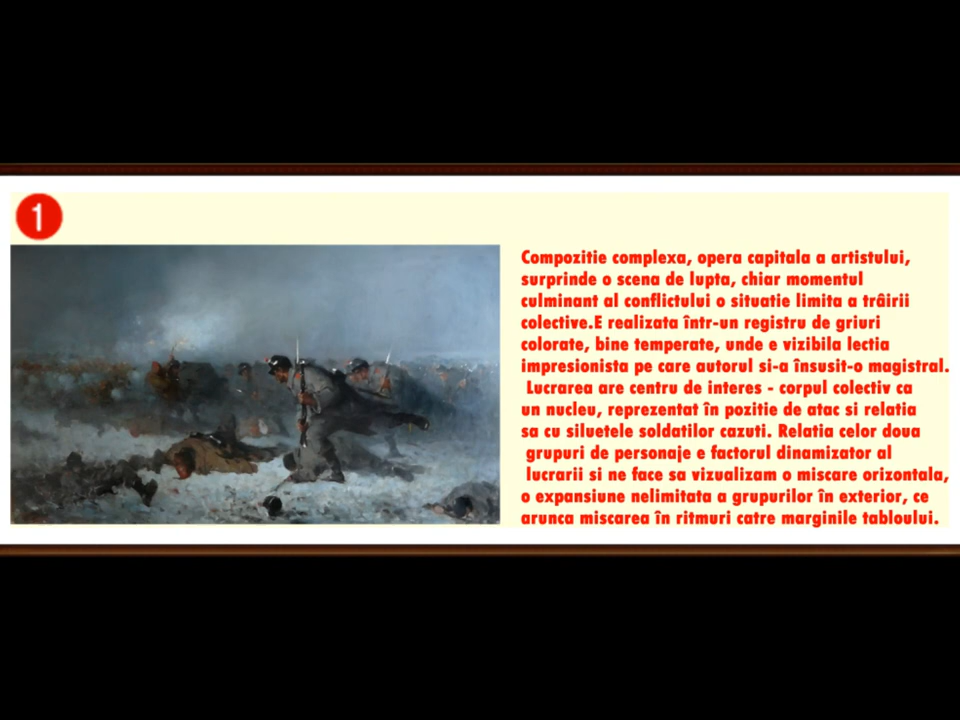 1
Compozitie complexa, opera capitala a artistului,
surprinde o scena de lupta, chiar momentul
culminant al conflictului o situatie limita a trâirii
colective.E realizata într-un registru de griuri
colorate, bine temperate, unde e vizibila lectia
impresionista pe care autorul si-a însusit-o magistral.
Lucrarea are centru de interes - corpul colectiv ca
un nucleu, reprezentat în pozitie de atac si relatia
sa cu siluetele soldatilor cazuti. Relatia celor doua
grupuri de personaje e factorul dinamizator al
lucrarii si ne face sa vizualizam o miscare orizontala,
o expansiune nelimitata a grupurilor în exterior, ce
arunca miscarea în ritmuri catre marginile tabloului.